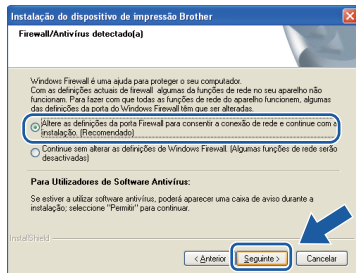 Instalação do dispositivo de impressão Brother
Firewall/Antivírus detectado(a)
Windows Firewall é uma ajuda para proteger o seu computador.
Com as definições actuais de firewall algumas da funções de rede no seu aparelho não
funcionam. Para fazer com que todas as funções de rede do aparelho funcionem, algumas
das definições da porta do Windows Firewall têm que ser alteradas.
Altere as definições da porta Firewall para consentir a conexão de rede e continue com a
instalação. (Recomendado)
Continue sem alterar as definições de Windows Firewall. (Algumas funções de rede serão
desactivadas)
Para Utilizadores de Software Antivírus:
Se estiver a utilizar software antivírus, poderá aparecer uma caixa de aviso durante a
instalação; seleccione "Permitir" para continuar.
InstallShield
< Anterior Seguinte > Cancelar